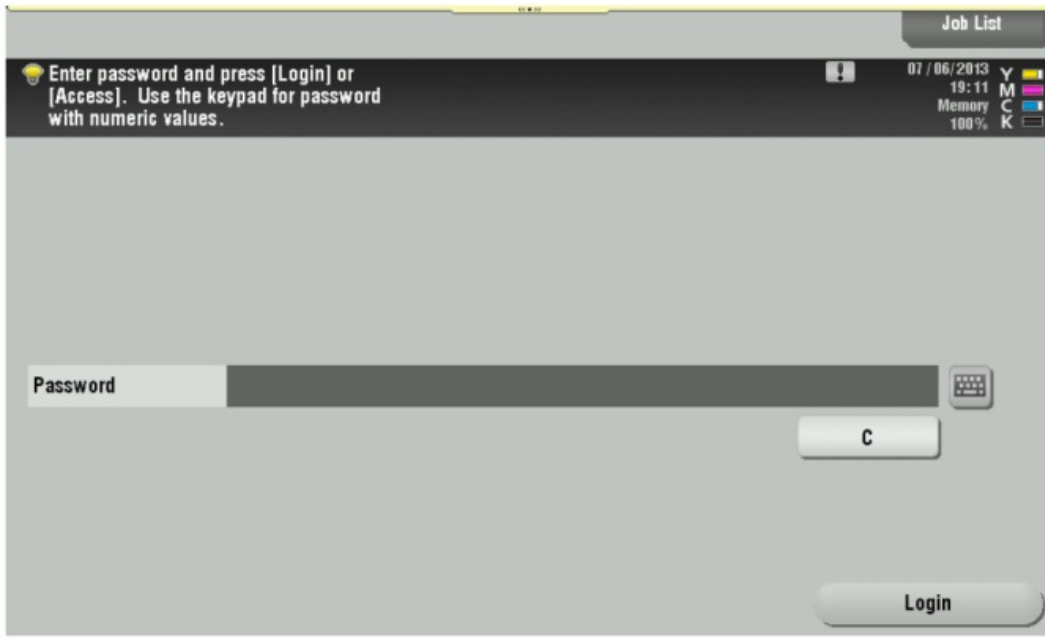 Job List
Enter password and press [Login] or
[Access]. Use the keypad for password
with numeric values.
07/06/2013
19:11
Memory
100%
Y
M
C
K
Password
C
Login